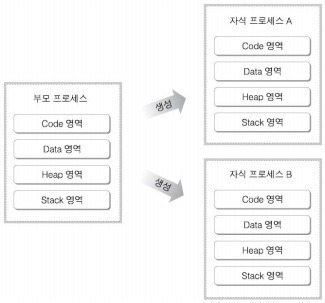 부모 프로세스
Code 영역
Data 영역
Heap 영역
Stack 영역
생성
생성
자식 프로세스 A
Code 영역
Data 영역
Heap 영역
Stack 영역
자식 프로세스 B
Code 영역
Data 영역
Heap 영역
Stack 영역